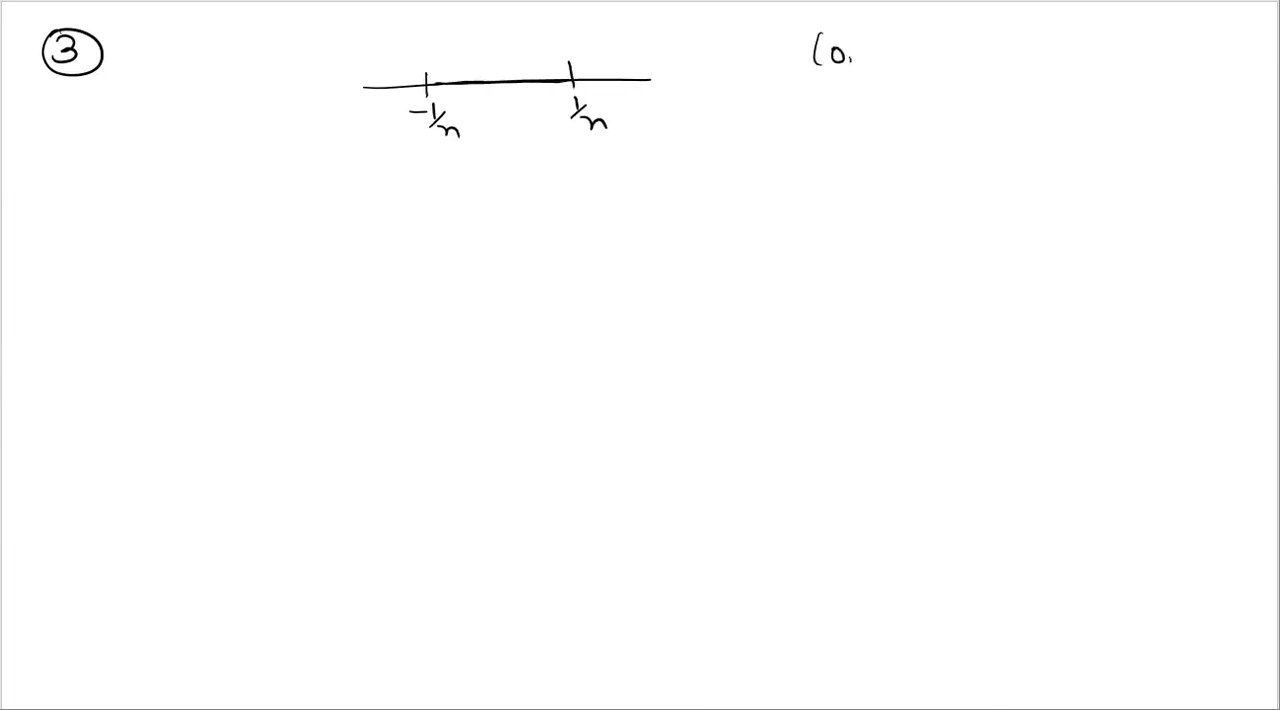 ③
(0,
-1/n 1/n